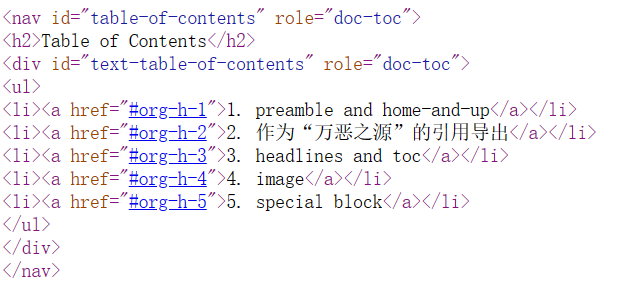 <nav id="table-of-contents" role="doc-toc">
<h2>Table of Contents</h2>
<div id="text-table-of-contents" role="doc-toc">
<ul>
<li><a href="#org-h-1">1. preamble and home-and-up</a></li>
<li><a href="#org-h-2">2. 作为“万恶之源”的引用导出</a></li>
<li><a href="#org-h-3">3. headlines and toc</a></li>
<li><a href="#org-h-4">4. image</a></li>
<li><a href="#org-h-5">5. special block</a></li>
</ul>
</div>
</nav>